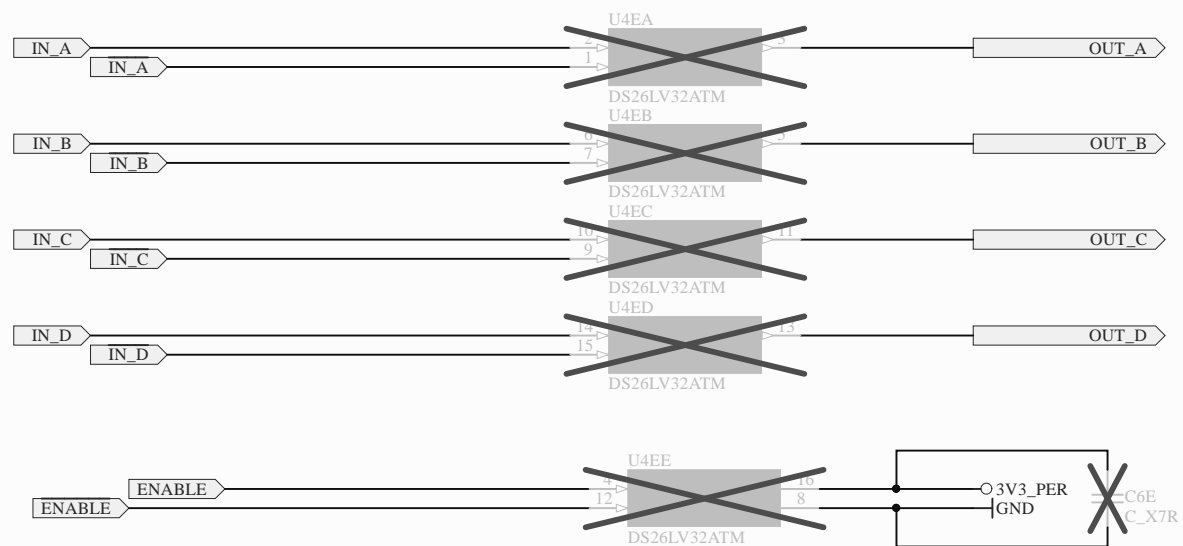 U4EA
IN_A 2 3 OUT_A
IN_A 1
DS26LV32ATM
U4EB
IN_B 6 5 OUT_B
IN_B 7
DS26LV32ATM
U4EC
IN_C 10 11 OUT_C
IN_C 9
DS26LV32ATM
U4ED
IN_D 14 13 OUT_D
IN_D 15
DS26LV32ATM
U4EE
ENABLE 4 16 3V3_PER C6E
ENABLE 12 8 GND C_X7R
DS26LV32ATM